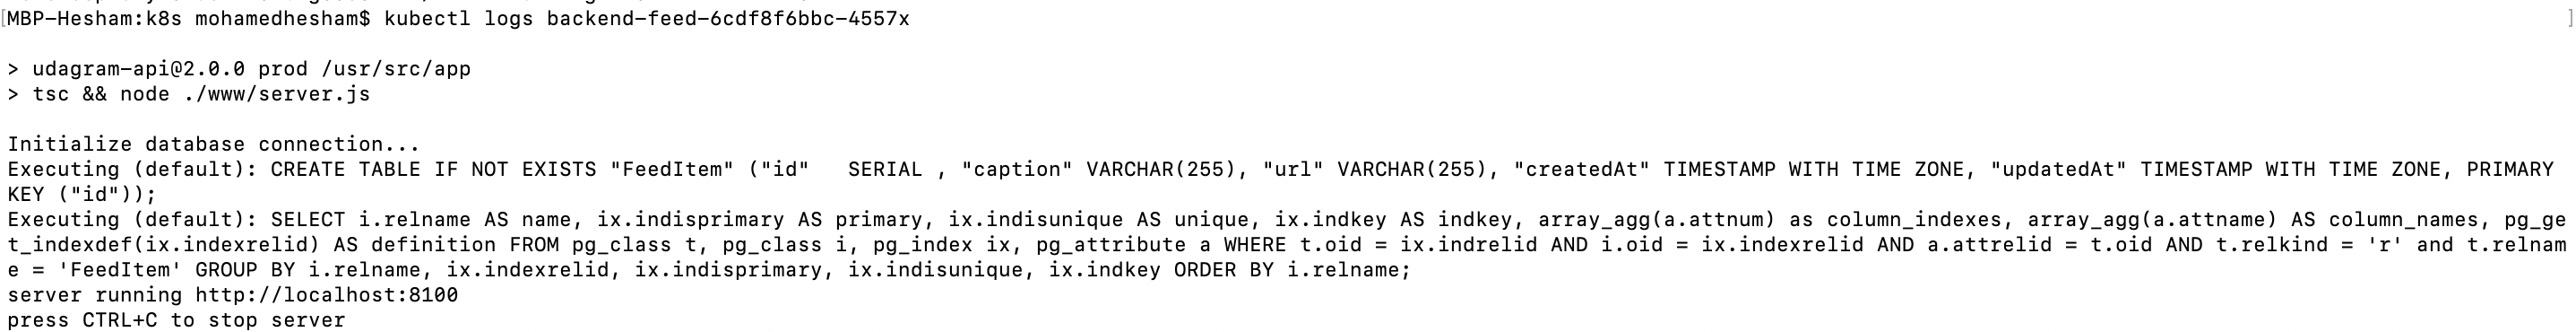 [MBP-Hesham:k8s mohamedhesham$ kubectl logs backend-feed-6cdf8f6bbc-4557x ]
> udagram-api@2.0.0 prod /usr/src/app
> tsc && node ./www/server.js
Initialize database connection...
Executing (default): CREATE TABLE IF NOT EXISTS "FeedItem" ("id"   SERIAL , "caption" VARCHAR(255), "url" VARCHAR(255), "createdAt" TIMESTAMP WITH TIME ZONE, "updatedAt" TIMESTAMP WITH TIME ZONE, PRIMARY
KEY ("id"));
Executing (default): SELECT i.relname AS name, ix.indisprimary AS primary, ix.indisunique AS unique, ix.indkey AS indkey, array_agg(a.attnum) as column_indexes, array_agg(a.attname) AS column_names, pg_ge
t_indexdef(ix.indexrelid) AS definition FROM pg_class t, pg_class i, pg_index ix, pg_attribute a WHERE t.oid = ix.indrelid AND i.oid = ix.indexrelid AND a.attrelid = t.oid AND t.relkind = 'r' and t.relnam
e = 'FeedItem' GROUP BY i.relname, ix.indexrelid, ix.indisprimary, ix.indisunique, ix.indkey ORDER BY i.relname;
server running http://localhost:8100
press CTRL+C to stop server